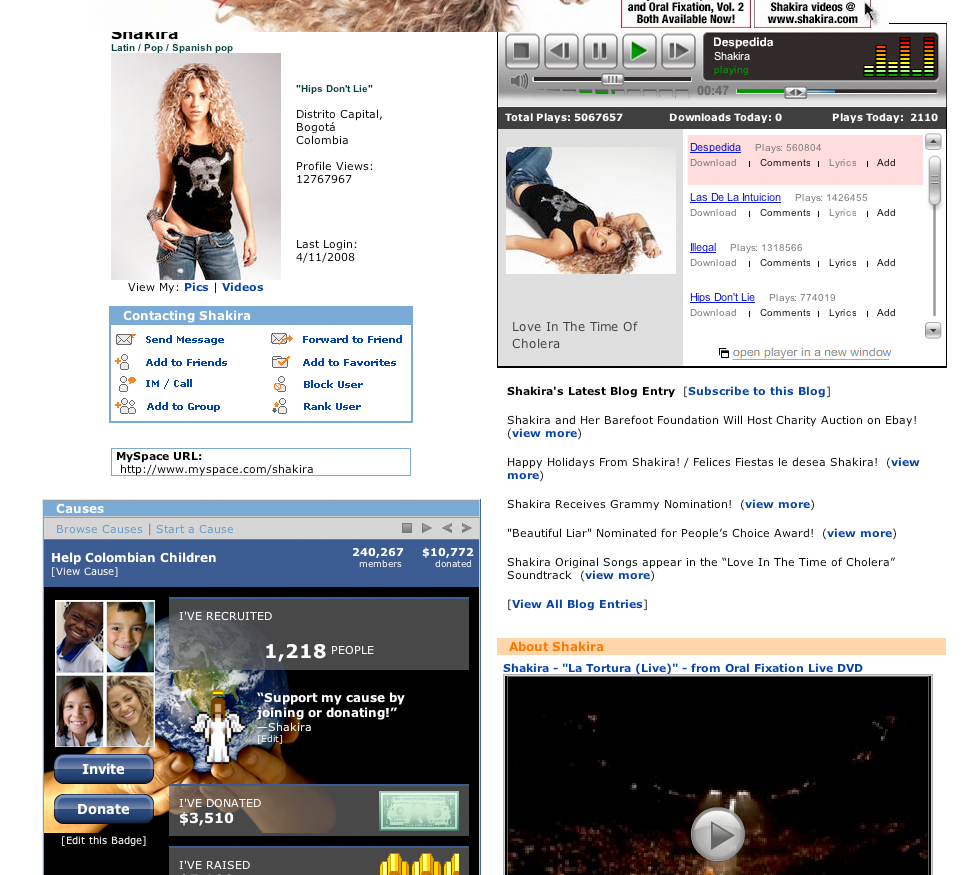 and Oral Fixation, Vol. 2
Both Available Now!
Shakira videos @
www.shakira.com
Shakira
Latin / Pop / Spanish pop
"Hips Don't Lie"
Distrito Capital,
Bogotá
Colombia
Profile Views:
12767967
Last Login:
4/11/2008
View My: Pics | Videos
Contacting Shakira
Send Message
Forward to Friend
Add to Friends
Add to Favorites
IM / Call
Block User
Add to Group
Rank User
MySpace URL:
http://www.myspace.com/shakira
Causes
Browse Causes | Start a Cause
Help Colombian Children
[View Cause]
240,267
members
$10,772
donated
I'VE RECRUITED
1,218 PEOPLE
“Support my cause by
joining or donating!”
—Shakira
[Edit]
Invite
Donate
[Edit this Badge]
I'VE DONATED
$3,510
I'VE RAISED
Despedida
Shakira
playing
00:47
Total Plays: 5067657 Downloads Today: 0 Plays Today: 2110
Despedida Plays: 560804
Download Comments Lyrics Add
Las De La Intuicion Plays: 1426455
Download Comments Lyrics Add
Illegal Plays: 1318566
Download Comments Lyrics Add
Hips Don't Lie Plays: 774019
Download Comments Lyrics Add
Love In The Time Of
Cholera
open player in a new window
Shakira's Latest Blog Entry [Subscribe to this Blog]
Shakira and Her Barefoot Foundation Will Host Charity Auction on Ebay!
(view more)
Happy Holidays From Shakira! / Felices Fiestas le desea Shakira! (view
more)
Shakira Receives Grammy Nomination! (view more)
"Beautiful Liar" Nominated for People’s Choice Award! (view more)
Shakira Original Songs appear in the “Love In The Time of Cholera”
Soundtrack (view more)
[View All Blog Entries]
About Shakira
Shakira - "La Tortura (Live)" - from Oral Fixation Live DVD